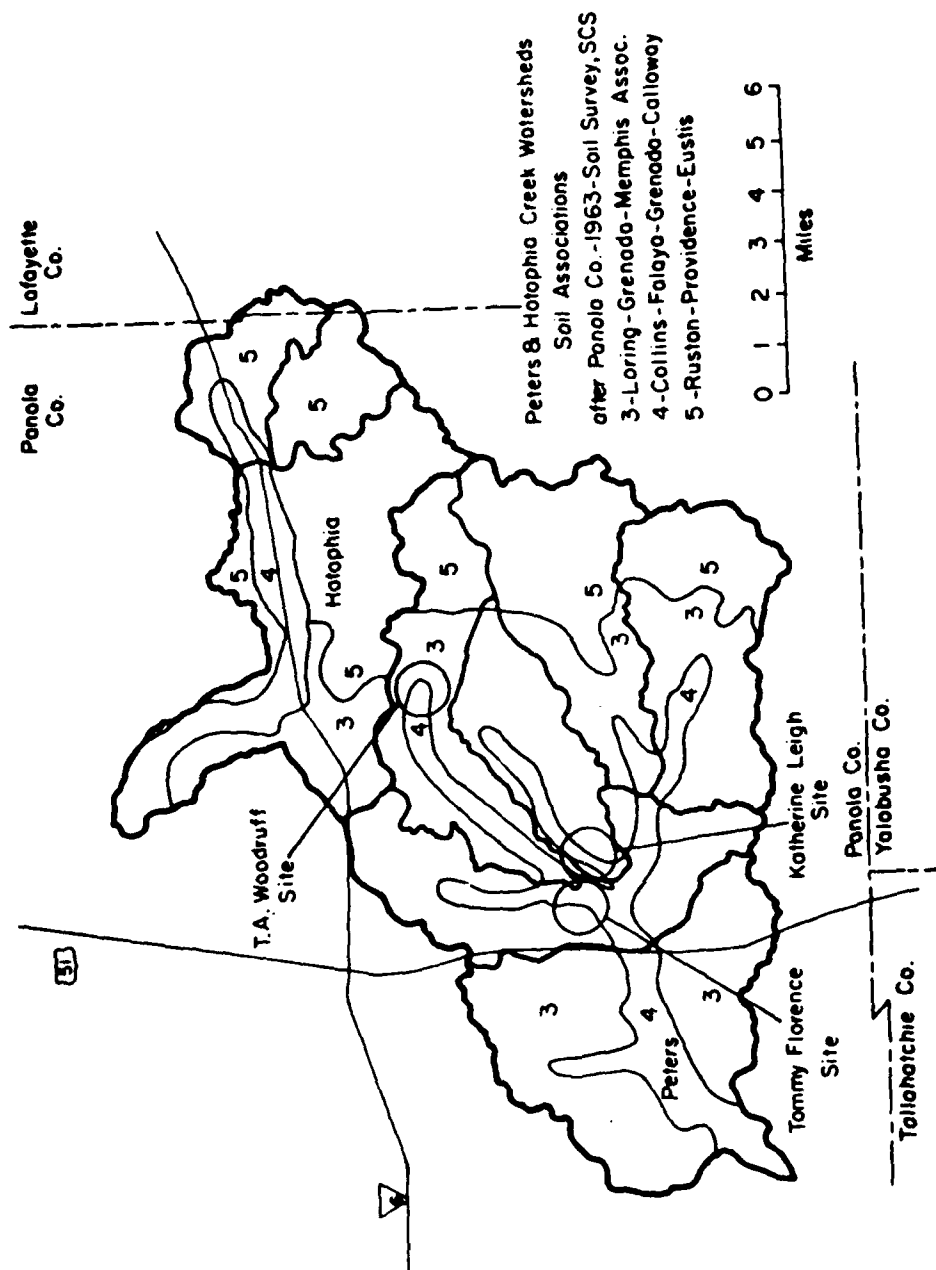 Panola
Co.
Lafayette
Co.
51
6
5
5
5
4
Hotophia
5
3
T.A. Woodruff
Site
3
5
4
5
3
5
3
4
3
4
3
Peters
Tommy Florence
Site
Katherine Leigh
Site
Panola Co.
Yalobusha Co.
Tallahatchie Co.
Peters & Hotophia Creek Watersheds
Soil Associations
after Panola Co.-1963-Soil Survey, SCS
3-Loring-Grenada-Memphis Assoc.
4-Collins-Falaya-Grenada-Calloway
5-Ruston-Providence-Eustis
0 1 2 3 4 5 6
Miles